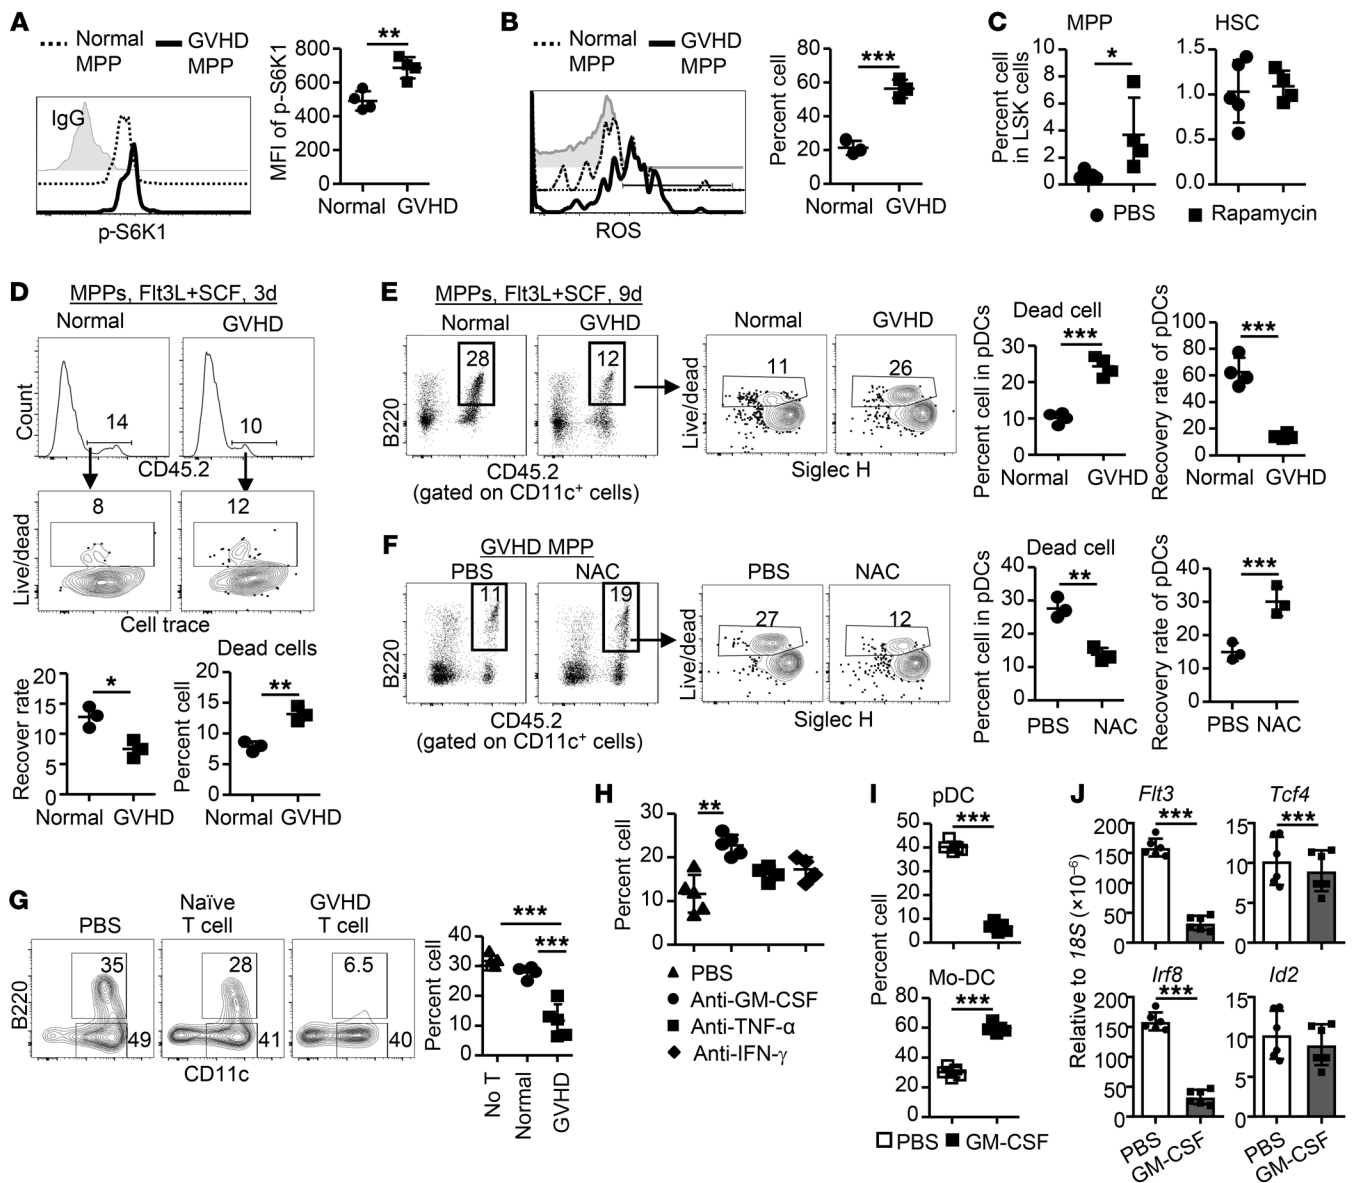 A
Normal MPP
GVHD MPP
IgG
p-S6K1
MFI of p-S6K1
800
600
400
200
0
**
Normal GVHD
B
Normal MPP
GVHD MPP
ROS
Percent cell
80
60
40
20
0
***
Normal GVHD
C
MPP
HSC
Percent cell in LSK cells
10
8
6
4
2
0
*
1.5
1.0
0.5
0.0
PBS
Rapamycin
D
MPPs, Flt3L+SCF, 3d
Normal
GVHD
Count
14
10
CD45.2
8
12
Live/dead
Cell trace
Recover rate
20
15
10
5
0
*
Normal GVHD
Dead cells
Percent cell
20
15
10
5
0
**
Normal GVHD
E
MPPs, Flt3L+SCF, 9d
Normal
GVHD
28
12
B220
CD45.2
(gated on CD11c⁺ cells)
Normal
GVHD
11
26
Live/dead
Siglec H
Dead cell
Percent cell in pDCs
30
20
10
0
***
Normal GVHD
Recovery rate of pDCs
100
80
60
40
20
0
***
Normal GVHD
F
GVHD MPP
PBS
NAC
11
19
B220
CD45.2
(gated on CD11c⁺ cells)
PBS
NAC
27
12
Live/dead
Siglec H
Dead cell
Percent cell in pDCs
40
30
20
10
0
**
PBS NAC
Recovery rate of pDCs
40
30
20
10
0
***
PBS NAC
G
PBS
Naïve T cell
GVHD T cell
35
49
28
41
6.5
40
B220
CD11c
Percent cell
40
30
20
10
0
***
***
No T
Normal
GVHD
H
Percent cell
30
20
10
0
**
PBS
Anti-GM-CSF
Anti-TNF-α
Anti-IFN-γ
I
pDC
50
40
30
20
10
0
***
Percent cell
Mo-DC
80
60
40
20
0
***
PBS
GM-CSF
J
Relative to 18S (×10⁻⁶)
Flt3
200
150
100
50
0
***
Tcf4
15
10
5
0
***
Irf8
200
150
100
50
0
***
PBS
GM-CSF
Id2
15
10
5
0
PBS
GM-CSF